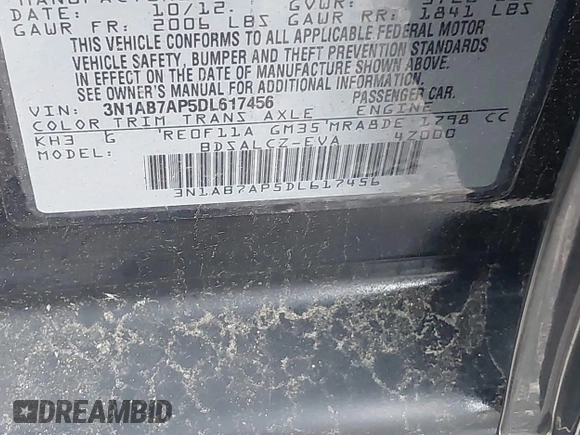 DATE: 10/12. GVWR:
GAWR FR: 2006 LBS GAWR RR: 1841 LBS
THIS VEHICLE CONFORMS TO ALL APPLICABLE FEDERAL MOTOR
VEHICLE SAFETY, BUMPER AND THEFT PREVENTION STANDARDS
IN EFFECT ON THE DATE OF MANUFACTURE SHOWN ABOVE.
SEE OWNER'S MANUAL FOR ADDITIONAL INFORMATION.
VIN: 3N1AB7AP5DL617456 PASSENGER CAR.
COLOR TRIM TRANS AXLE ENGINE
KH3 G RE0F11A GM35 MRA8DE 1798 CC
MODEL: BDSALCZ-EVA 47000
3N1AB7AP5DL617456
DREAMBID